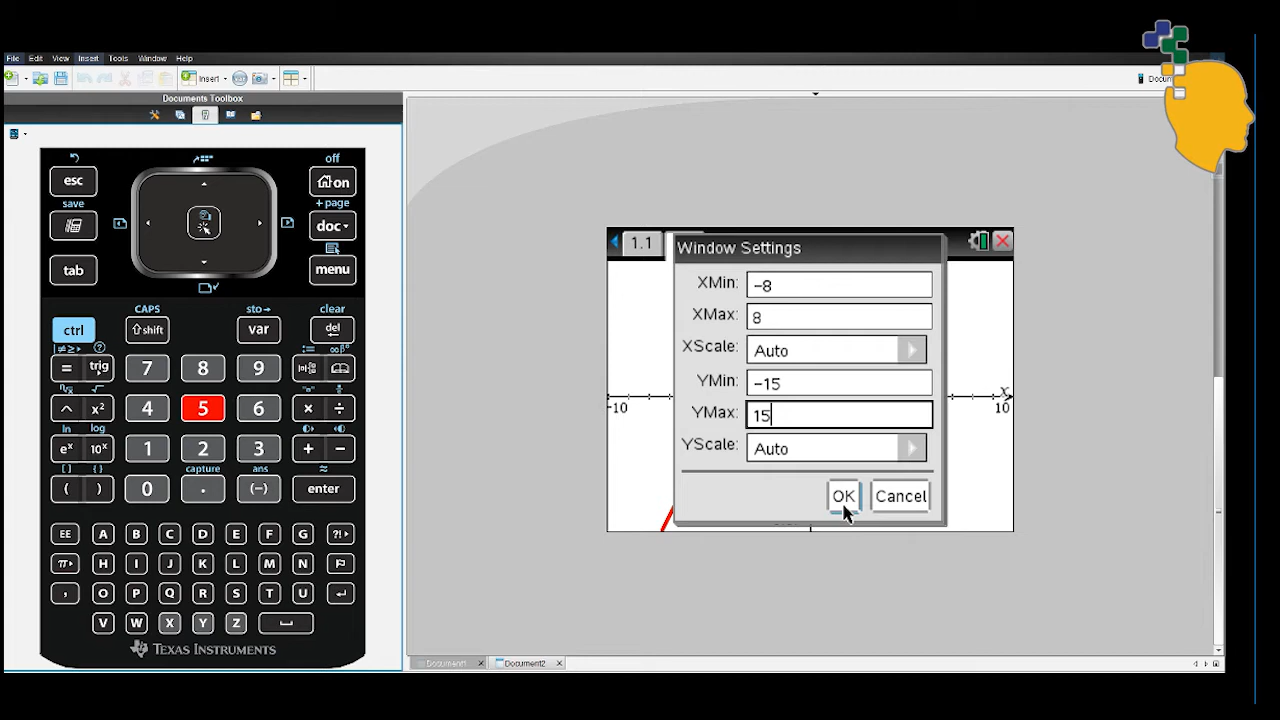 File Edit View Insert Tools Window Help
Insert
Documents Toolbox
off
esc
on
save
+ page
doc
tab
menu
CAPS
sto→
clear
ctrl
⇧shift
var
del
=
trig
7
8
9
^
x²
4
5
6
×
÷
ln
log
eˣ
10ˣ
1
2
3
+
−
[ ]
{ }
capture
ans
≈
(
)
0
.
(−)
enter
EE A B C D E F G ?!▸
π▸ H I J K L M N
, O P Q R S T U
V W X Y Z
TEXAS INSTRUMENTS
1.1
Window Settings
XMin: −8
XMax: 8
XScale: Auto
YMin: −15
YMax: 15
YScale: Auto
OK Cancel
-10
x
10
Document1
Document2